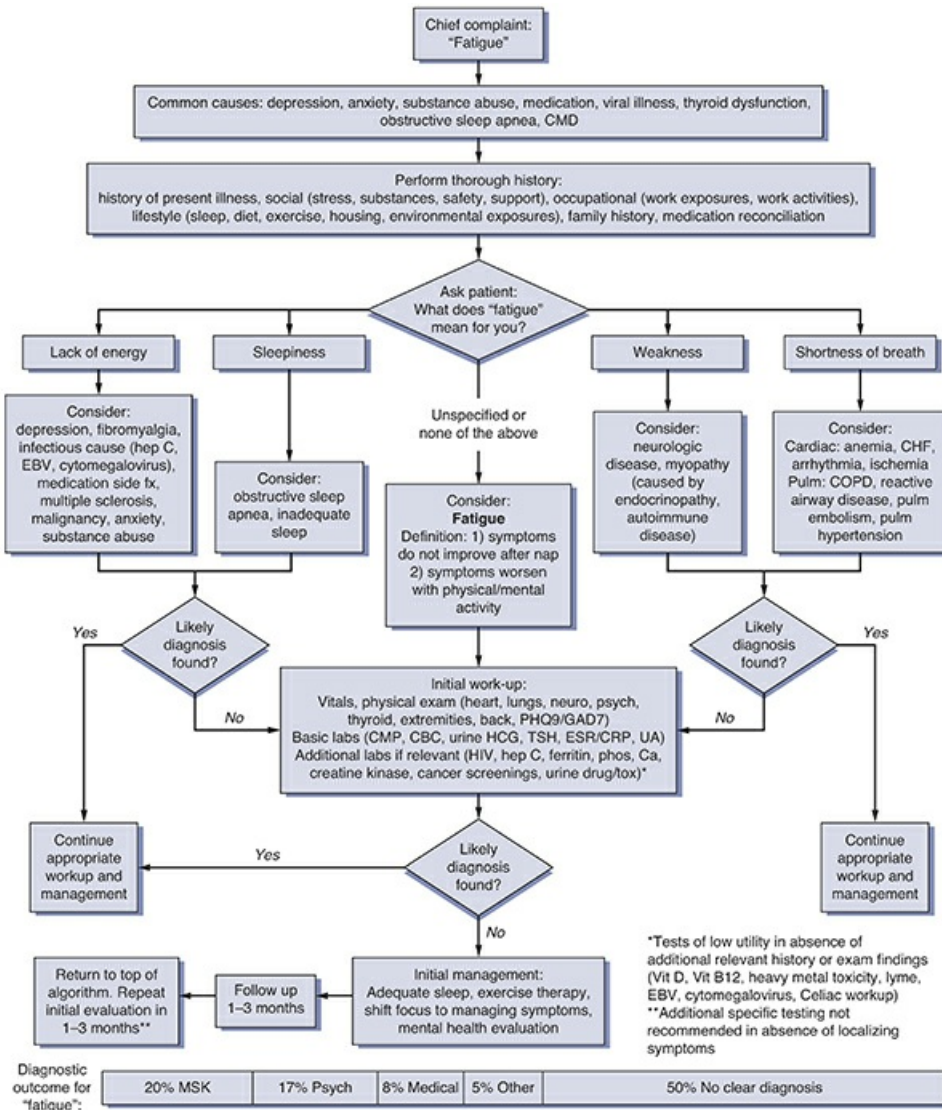 Chief complaint:
“Fatigue”
Common causes: depression, anxiety, substance abuse, medication, viral illness, thyroid dysfunction,
obstructive sleep apnea, CMD
Perform thorough history:
history of present illness, social (stress, substances, safety, support), occupational (work exposures, work activities),
lifestyle (sleep, diet, exercise, housing, environmental exposures), family history, medication reconciliation
Ask patient:
What does “fatigue”
mean for you?
Lack of energy
Sleepiness
Weakness
Shortness of breath
Consider:
depression, fibromyalgia,
infectious cause (hep C,
EBV, cytomegalovirus),
medication side fx,
multiple sclerosis,
malignancy, anxiety,
substance abuse
Consider:
obstructive sleep
apnea, inadequate
sleep
Unspecified or
none of the above
Consider:
Fatigue
Definition: 1) symptoms
do not improve after nap
2) symptoms worsen
with physical/mental
activity
Consider:
neurologic
disease, myopathy
(caused by
endocrinopathy,
autoimmune
disease)
Consider:
Cardiac: anemia, CHF,
arrhythmia, ischemia
Pulm: COPD, reactive
airway disease, pulm
embolism, pulm
hypertension
Yes
Likely
diagnosis
found?
No
Likely
diagnosis
found?
Yes
No
Initial work-up:
Vitals, physical exam (heart, lungs, neuro, psych,
thyroid, extremities, back, PHQ9/GAD7)
Basic labs (CMP, CBC, urine HCG, TSH, ESR/CRP, UA)
Additional labs if relevant (HIV, hep C, ferritin, phos, Ca,
creatine kinase, cancer screenings, urine drug/tox)*
Continue
appropriate
workup and
management
Yes
Likely
diagnosis
found?
No
Continue
appropriate
workup and
management
Return to top of
algorithm. Repeat
initial evaluation in
1–3 months**
Follow up
1–3 months
Initial management:
Adequate sleep, exercise therapy,
shift focus to managing symptoms,
mental health evaluation
*Tests of low utility in absence of
additional relevant history or exam findings
(Vit D, Vit B12, heavy metal toxicity, lyme,
EBV, cytomegalovirus, Celiac workup)
**Additional specific testing not
recommended in absence of localizing
symptoms
Diagnostic
outcome for
“fatigue”:
20% MSK
17% Psych
8% Medical
5% Other
50% No clear diagnosis